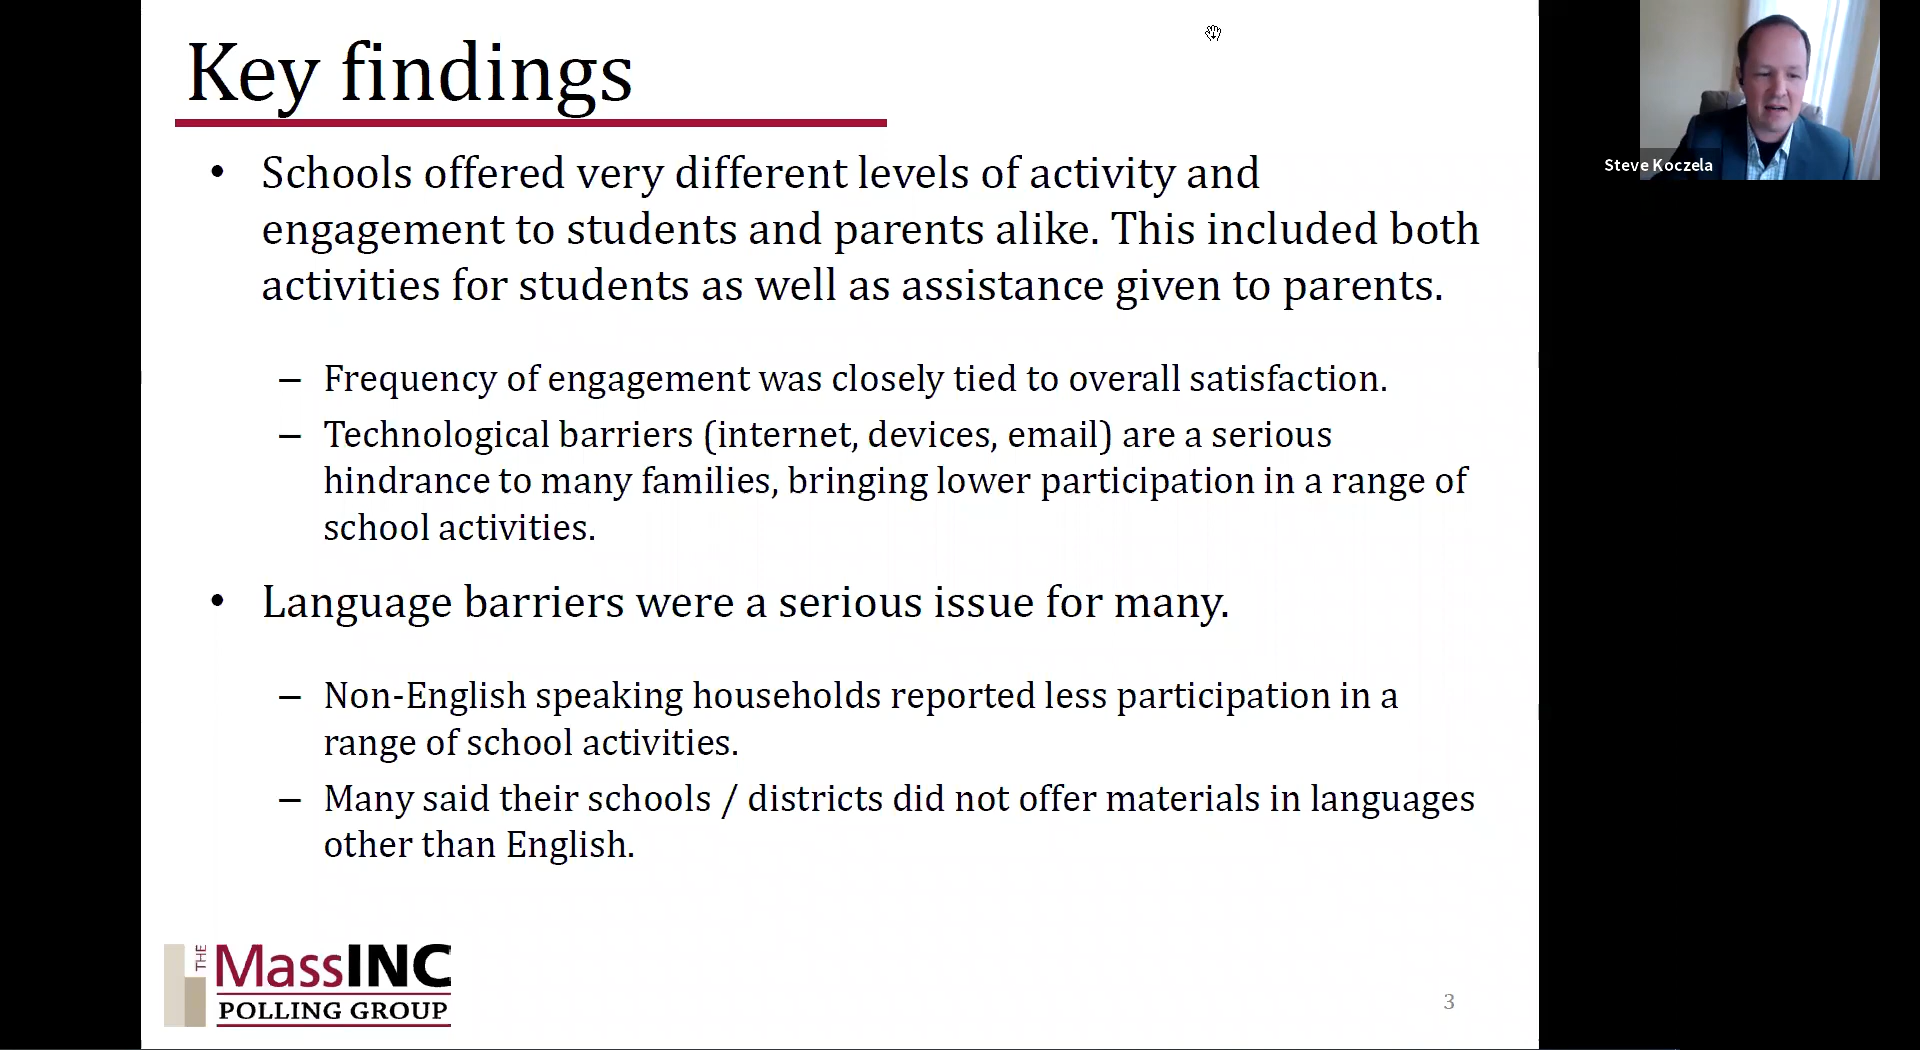 Key findings
• Schools offered very different levels of activity and
engagement to students and parents alike. This included both
activities for students as well as assistance given to parents.
– Frequency of engagement was closely tied to overall satisfaction.
– Technological barriers (internet, devices, email) are a serious
hindrance to many families, bringing lower participation in a range of
school activities.
• Language barriers were a serious issue for many.
– Non-English speaking households reported less participation in a
range of school activities.
– Many said their schools / districts did not offer materials in languages
other than English.
THE MassINC
POLLING GROUP
3
Steve Koczela